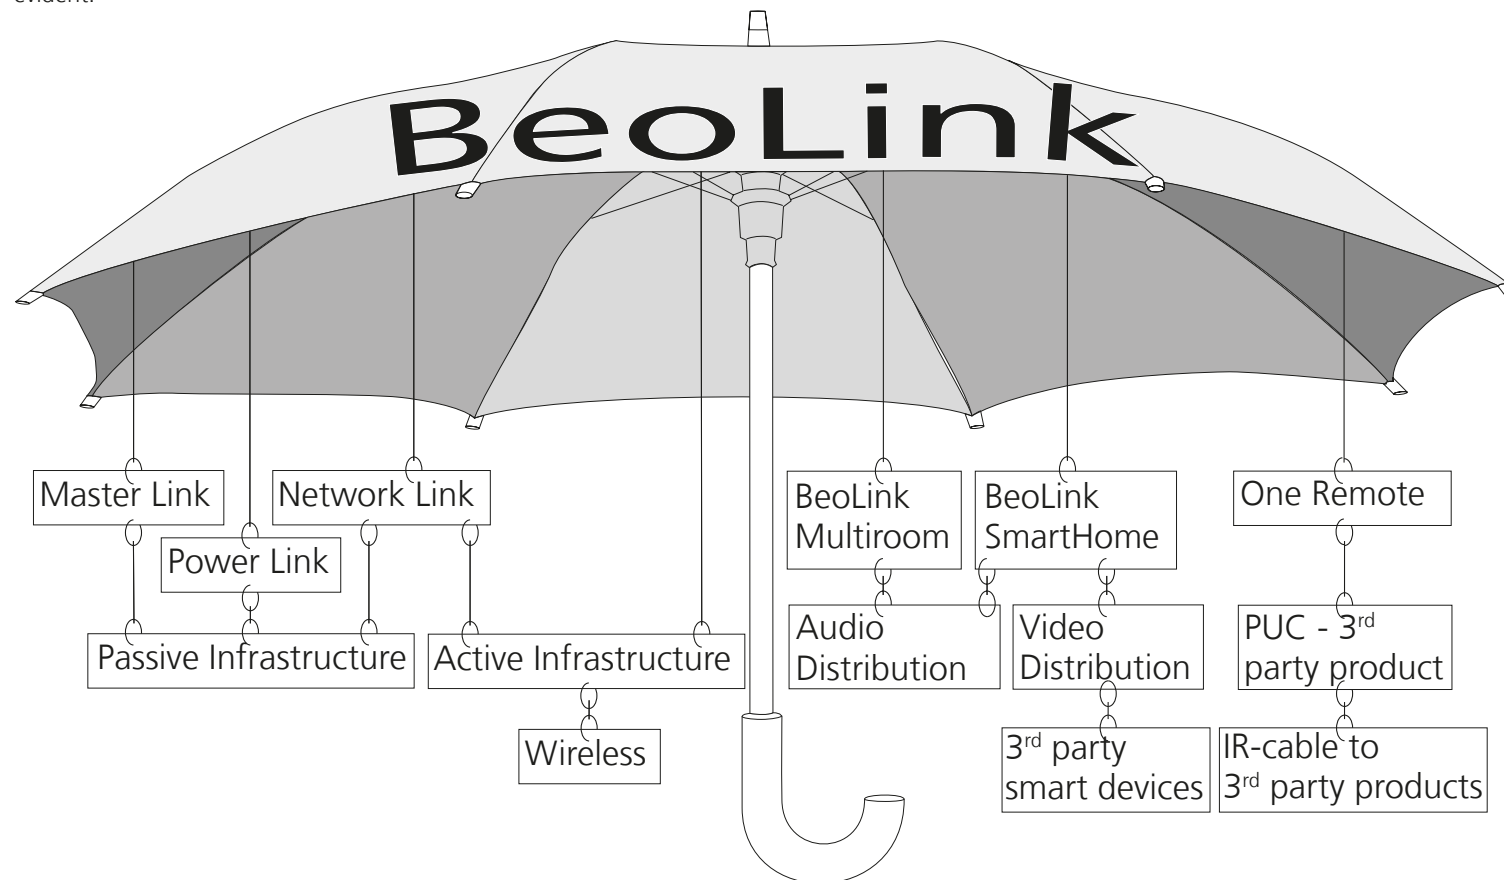 evident.
BeoLink
Master Link
Network Link
Power Link
Passive Infrastructure
Active Infrastructure
Wireless
BeoLink
Multiroom
BeoLink
SmartHome
Audio
Distribution
Video
Distribution
3rd party
smart devices
One Remote
PUC - 3rd
party product
IR-cable to
3rd party products